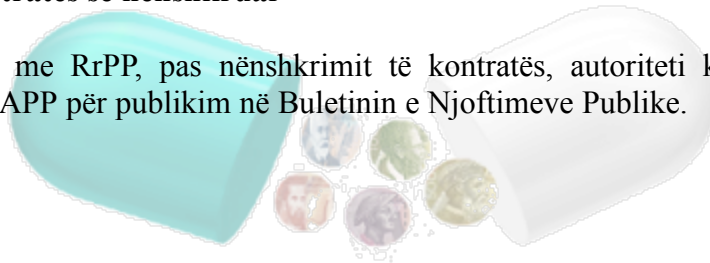 me RrPP, pas nënshkrimit të kontratës, autoriteti
APP për publikim në Buletinin e Njoftimeve Publike.